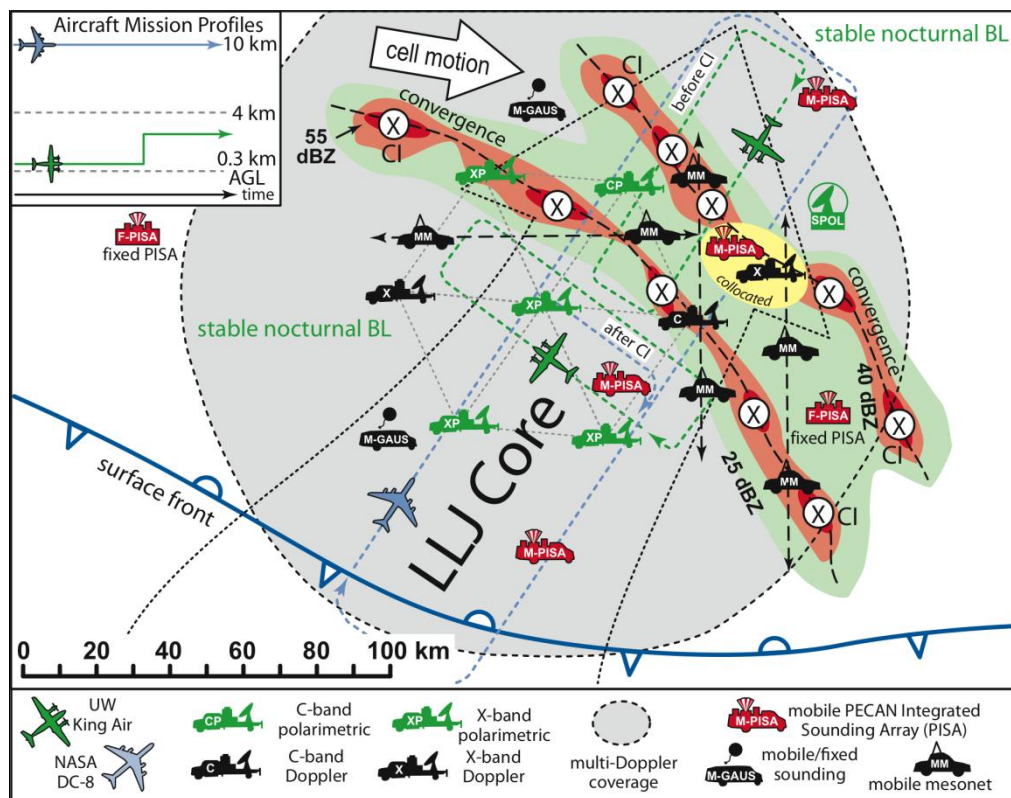 Aircraft Mission Profiles
10 km
4 km
0.3 km
AGL
time
cell motion
stable nocturnal BL
CI
before CI
M-GAUS
M-PISA
convergence
55
dBZ
CI
XP
CP
MM
SPOL
F-PISA
fixed PISA
MM
MM
M-PISA
X
collocated
X
XP
C
convergence
stable nocturnal BL
after CI
MM
M-PISA
MM
40 dBZ
F-PISA
fixed PISA
M-GAUS
XP
XP
CI
25 dBZ
MM
CI
surface front
LLJ Core
M-PISA
0 20 40 60 80 100 km
UW
King Air
NASA
DC-8
CP
C-band
polarimetric
C
C-band
Doppler
XP
X-band
polarimetric
X
X-band
Doppler
multi-Doppler
coverage
M-PISA
mobile PECAN Integrated
Sounding Array (PISA)
M-GAUS
mobile/fixed
sounding
MM
mobile mesonet
X
X
X
X
X
X
X
X
X
X
X